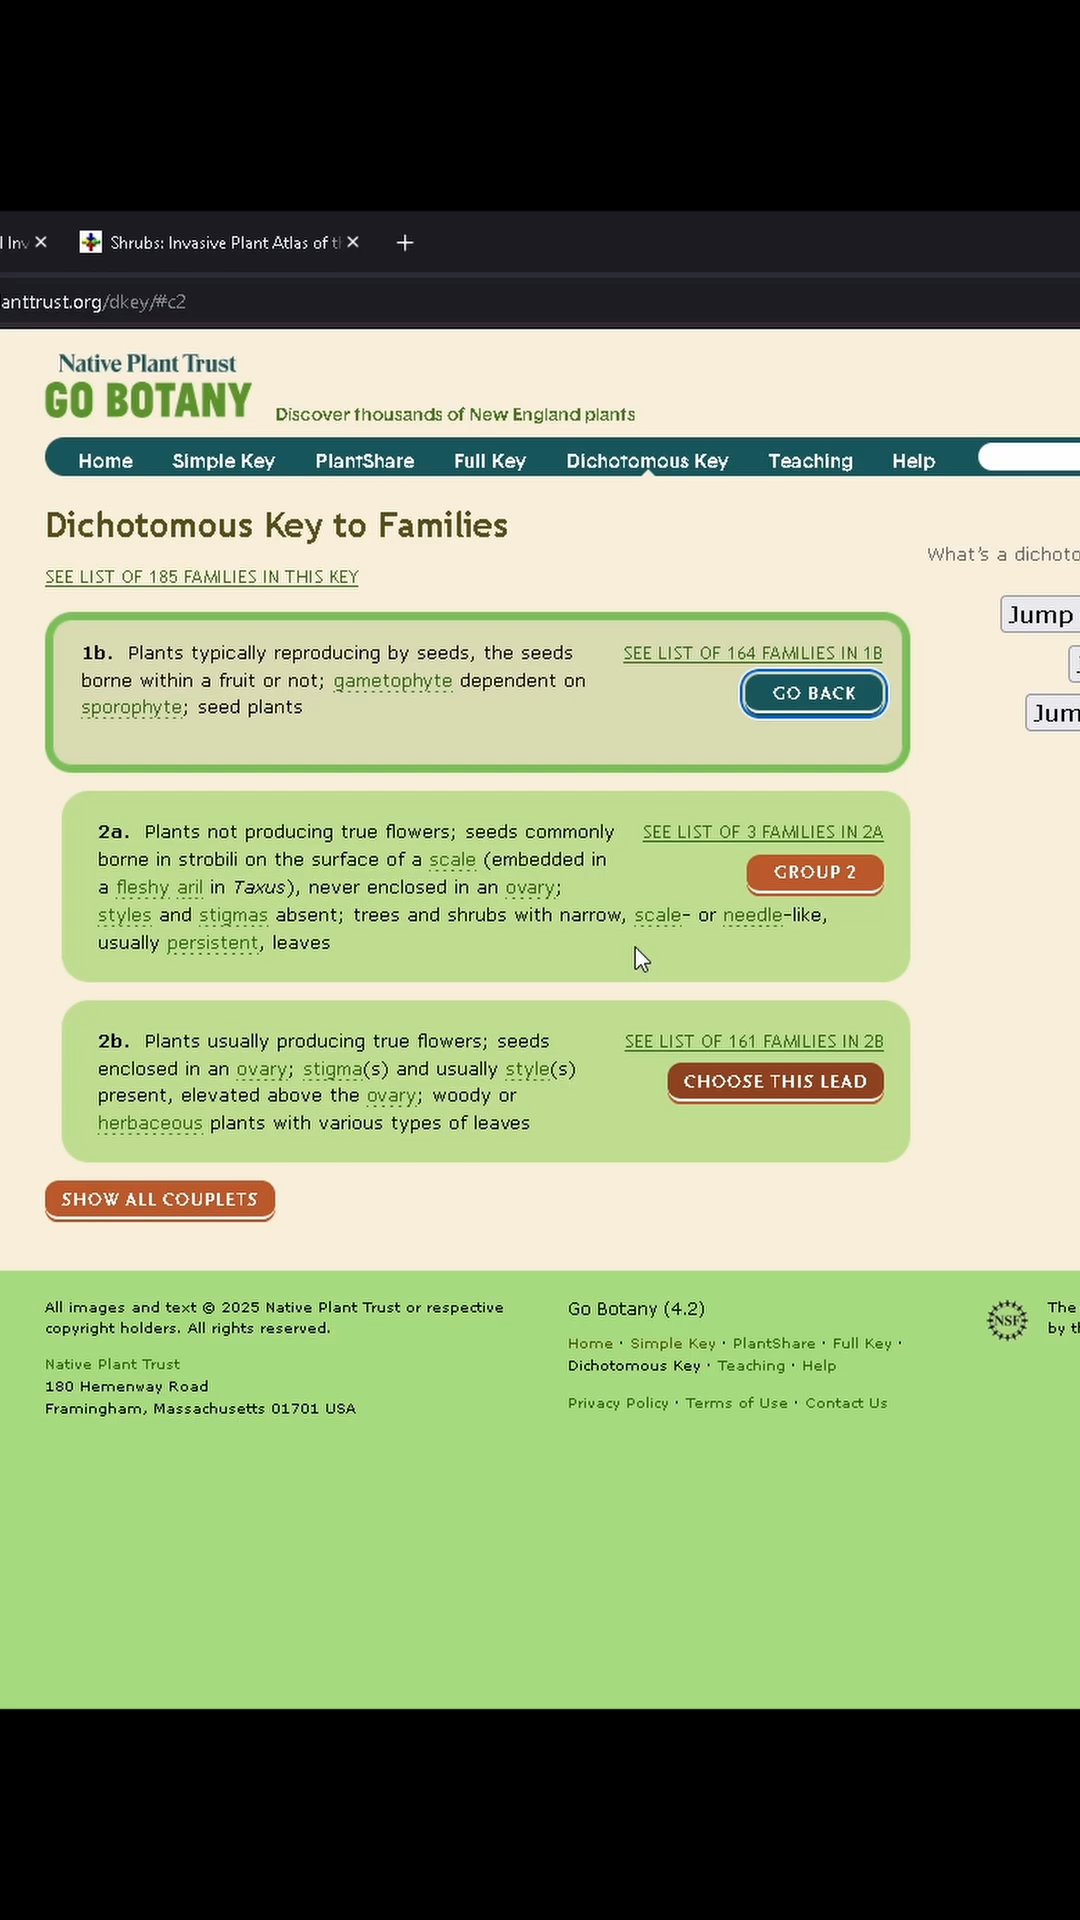 Shrubs: Invasive Plant Atlas of
anttrust.org/dkey/#c2
Native Plant Trust
GO BOTANY
Discover thousands of New England plants
Home Simple Key PlantShare Full Key Dichotomous Key Teaching Help
Dichotomous Key to Families
What's a
SEE LIST OF 185 FAMILIES IN THIS KEY
Jump
1b. Plants typically reproducing by seeds, the seeds
borne within a fruit or not; gametophyte dependent on
sporophyte; seed plants
SEE LIST OF 164 FAMILIES IN 1B
GO BACK
2a. Plants not producing true flowers; seeds commonly
borne in strobili on the surface of a scale (embedded in
a fleshy aril in Taxus), never enclosed in an ovary;
styles and stigmas absent; trees and shrubs with narrow, scale- or needle-like,
usually persistent, leaves
SEE LIST OF 3 FAMILIES IN 2A
GROUP 2
2b. Plants usually producing true flowers; seeds
enclosed in an ovary; stigma(s) and usually style(s)
present, elevated above the ovary; woody or
herbaceous plants with various types of leaves
SEE LIST OF 161 FAMILIES IN 2B
CHOOSE THIS LEAD
SHOW ALL COUPLETS
All images and text © 2025 Native Plant Trust or respective
copyright holders. All rights reserved.
Native Plant Trust
180 Hemenway Road
Framingham, Massachusetts 01701 USA
Go Botany (4.2)
Home · Simple Key · PlantShare · Full Key ·
Dichotomous Key · Teaching · Help
Privacy Policy · Terms of Use · Contact Us
NSF
The
by